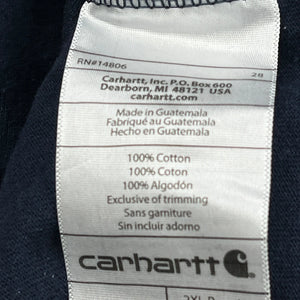 RN#14806 28
Carhartt, Inc. P.O. Box 600
Dearborn, MI 48121 USA
carhartt.com
Made in Guatemala
Fabriqué au Guatemala
Hecho en Guatemala
100% Cotton
100% Coton
100% Algodón
Exclusive of trimming
Sans garniture
Sin incluir adorno
carhartt